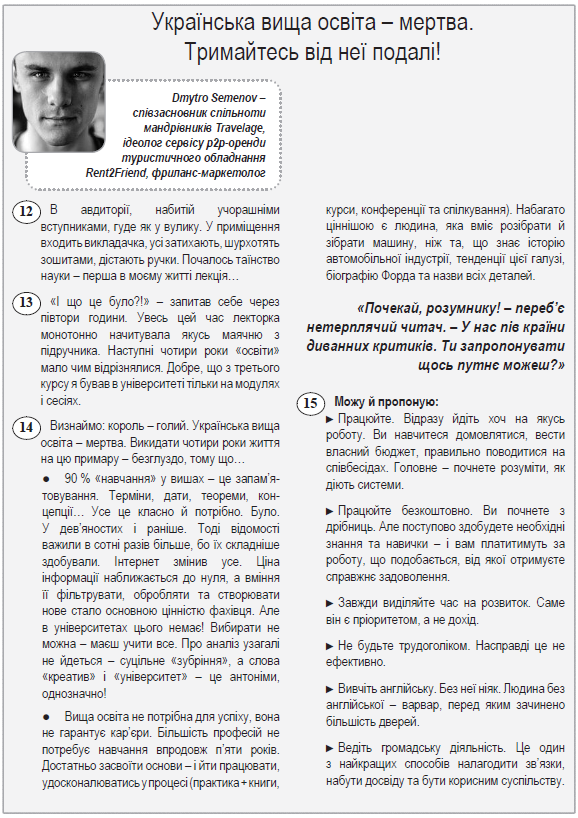 Українська вища освіта – мертва.
Тримайтесь від неї подалі!
Dmytro Semenov –
співзасновник спільноти
мандрівників Travelage,
ідеолог сервісу p2p-оренди
туристичного обладнання
Rent2Friend, фриланс-маркетолог
12 В авдиторії, набитій учорашніми
вступниками, гуде як у вулику. У приміщення
входить викладачка, усі затихають, шурхотять
зошитами, дістають ручки. Почалось таїнство
науки – перша в моєму житті лекція…
13 «І що це було?!» – запитав себе через
півтори години. Увесь цей час лекторка
монотонно начитувала якусь маячню з
підручника. Наступні чотири роки «освіти»
мало чим відрізнялися. Добре, що з третього
курсу я бував в університеті тільки на модулях
і сесіях.
14 Визнаймо: король – голий. Українська вища
освіта – мертва. Викидати чотири роки життя
на цю примару – безглуздо, тому що…
● 90 % «навчання» у вишах – це запам’я-
товування. Терміни, дати, теореми, кон-
цепції… Усе це класно й потрібно. Було.
У дев’яностих і раніше. Тоді відомості
важили в сотні разів більше, бо їх складніше
здобували. Інтернет змінив усе. Ціна
інформації наближається до нуля, а вміння
її фільтрувати, обробляти та створювати
нове стало основною цінністю фахівця. Але
в університетах цього немає! Вибирати не
можна – маєш учити все. Про аналіз узагалі
не йдеться – суцільне «зубріння», а слова
«креатив» і «університет» – це антоніми,
однозначно!
● Вища освіта не потрібна для успіху, вона
не гарантує кар’єри. Більшість професій не
потребує навчання впродовж п’яти років.
Достатньо засвоїти основи – і йти працювати,
удосконалюватись у процесі (практика + книги,
курси, конференції та спілкування). Набагато
ціннішою є людина, яка вміє розібрати й
зібрати машину, ніж та, що знає історію
автомобільної індустрії, тенденції цієї галузі,
біографію Форда та назви всіх деталей.
«Почекай, розумнику! – переб’є
нетерплячий читач. – У нас пів країни
диванних критиків. Ти запропонувати
щось путнє можеш?»
15 Можу й пропоную:
►Працюйте. Відразу йдіть хоч на якусь
роботу. Ви навчитеся домовлятися, вести
власний бюджет, правильно поводитися на
співбесідах. Головне – почнете розуміти, як
діють системи.
►Працюйте безкоштовно. Ви почнете з
дрібниць. Але поступово здобудете необхідні
знання та навички – і вам платитимуть за
роботу, що подобається, від якої отримуєте
справжнє задоволення.
►Завжди виділяйте час на розвиток. Саме
він є пріоритетом, а не дохід.
►Не будьте трудоголіком. Насправді це не
ефективно.
►Вивчіть англійську. Без неї ніяк. Людина без
англійської – варвар, перед яким зачинено
більшість дверей.
►Ведіть громадську діяльність. Це один
з найкращих способів налагодити зв’язки,
набути досвіду та бути корисним суспільству.